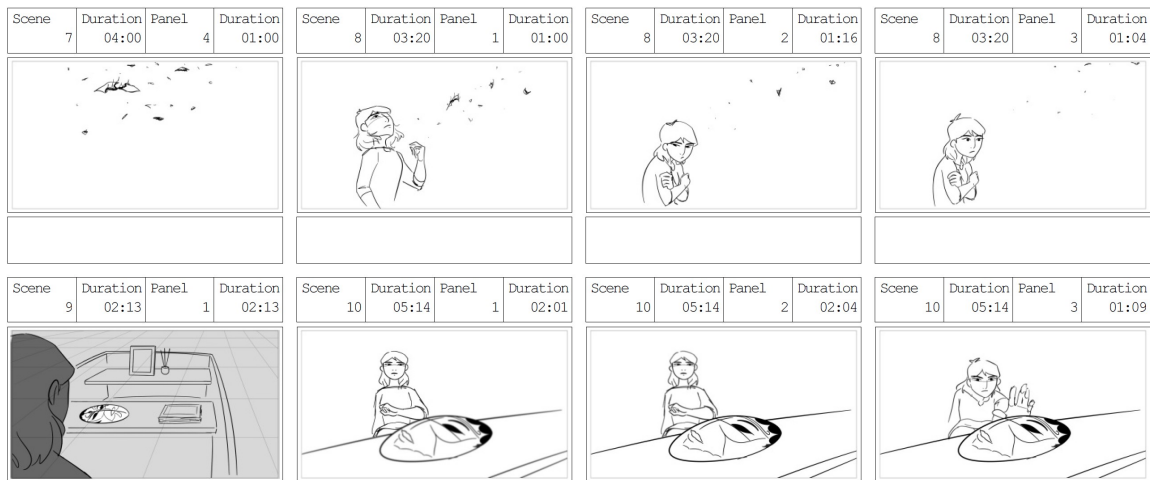 Scene Duration Panel Duration
7 04:00 4 01:00
Scene Duration Panel Duration
8 03:20 1 01:00
Scene Duration Panel Duration
8 03:20 2 01:16
Scene Duration Panel Duration
8 03:20 3 01:04
Scene Duration Panel Duration
9 02:13 1 02:13
Scene Duration Panel Duration
10 05:14 1 02:01
Scene Duration Panel Duration
10 05:14 2 02:04
Scene Duration Panel Duration
10 05:14 3 01:09